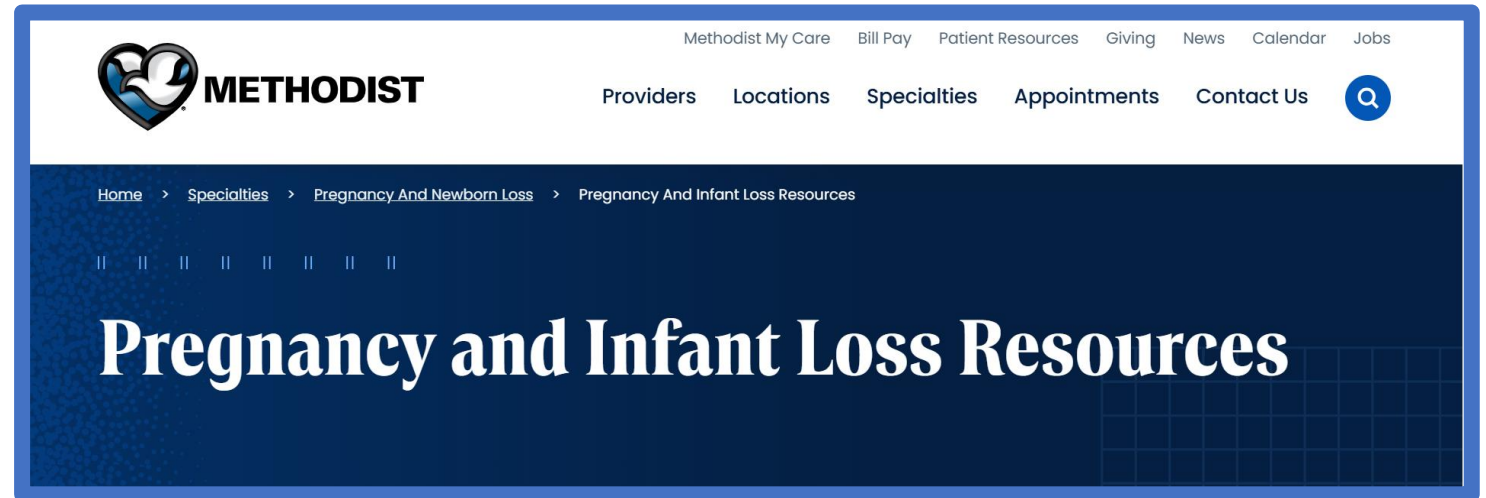 Methodist My Care Bill Pay Patient Resources Giving News Calendar Jobs
METHODIST
Providers Locations Specialties Appointments Contact Us
Home > Specialties > Pregnancy And Newborn Loss > Pregnancy And Infant Loss Resources
Pregnancy and Infant Loss Resources